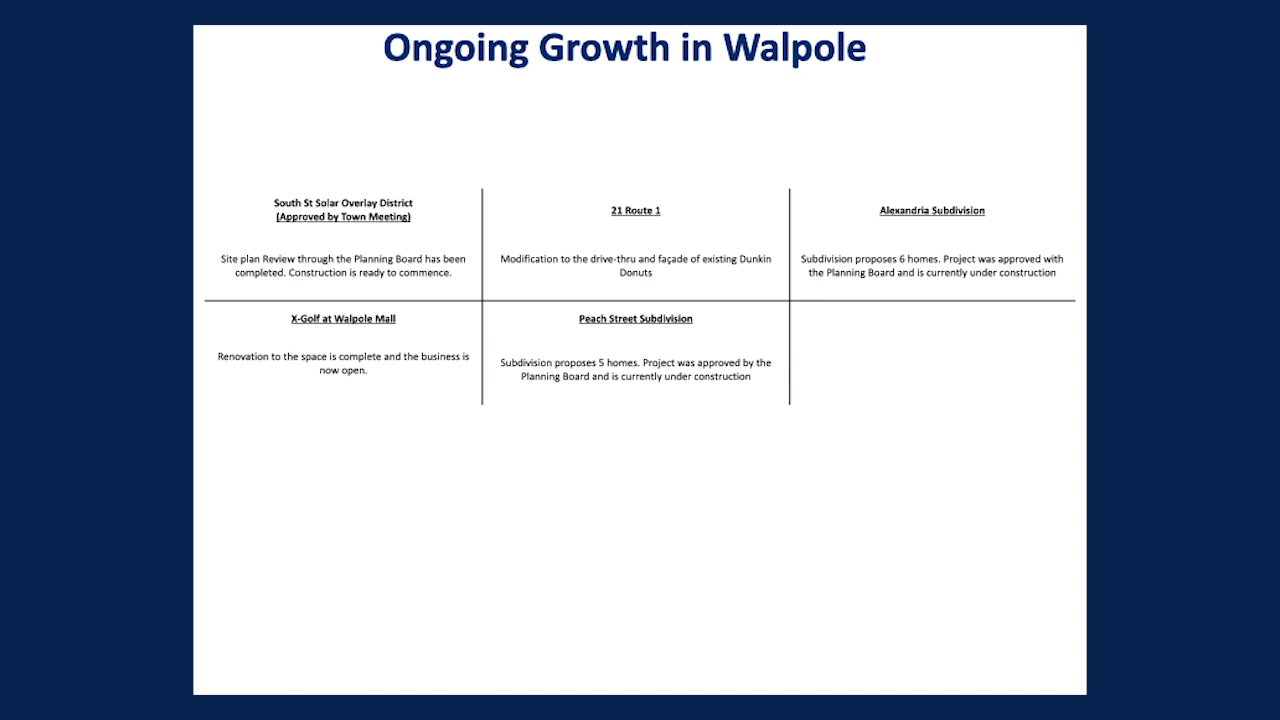 Ongoing Growth in Walpole
South St Solar Overlay District
(Approved by Town Meeting)
Site plan Review through the Planning Board has been
completed. Construction is ready to commence.
21 Route 1
Modification to the drive-thru and façade of existing Dunkin
Donuts
Alexandria Subdivision
Subdivision proposes 6 homes. Project was approved with
the Planning Board and is currently under construction
X-Golf at Walpole Mall
Renovation to the space is complete and the business is
now open.
Peach Street Subdivision
Subdivision proposes 5 homes. Project was approved by the
Planning Board and is currently under construction